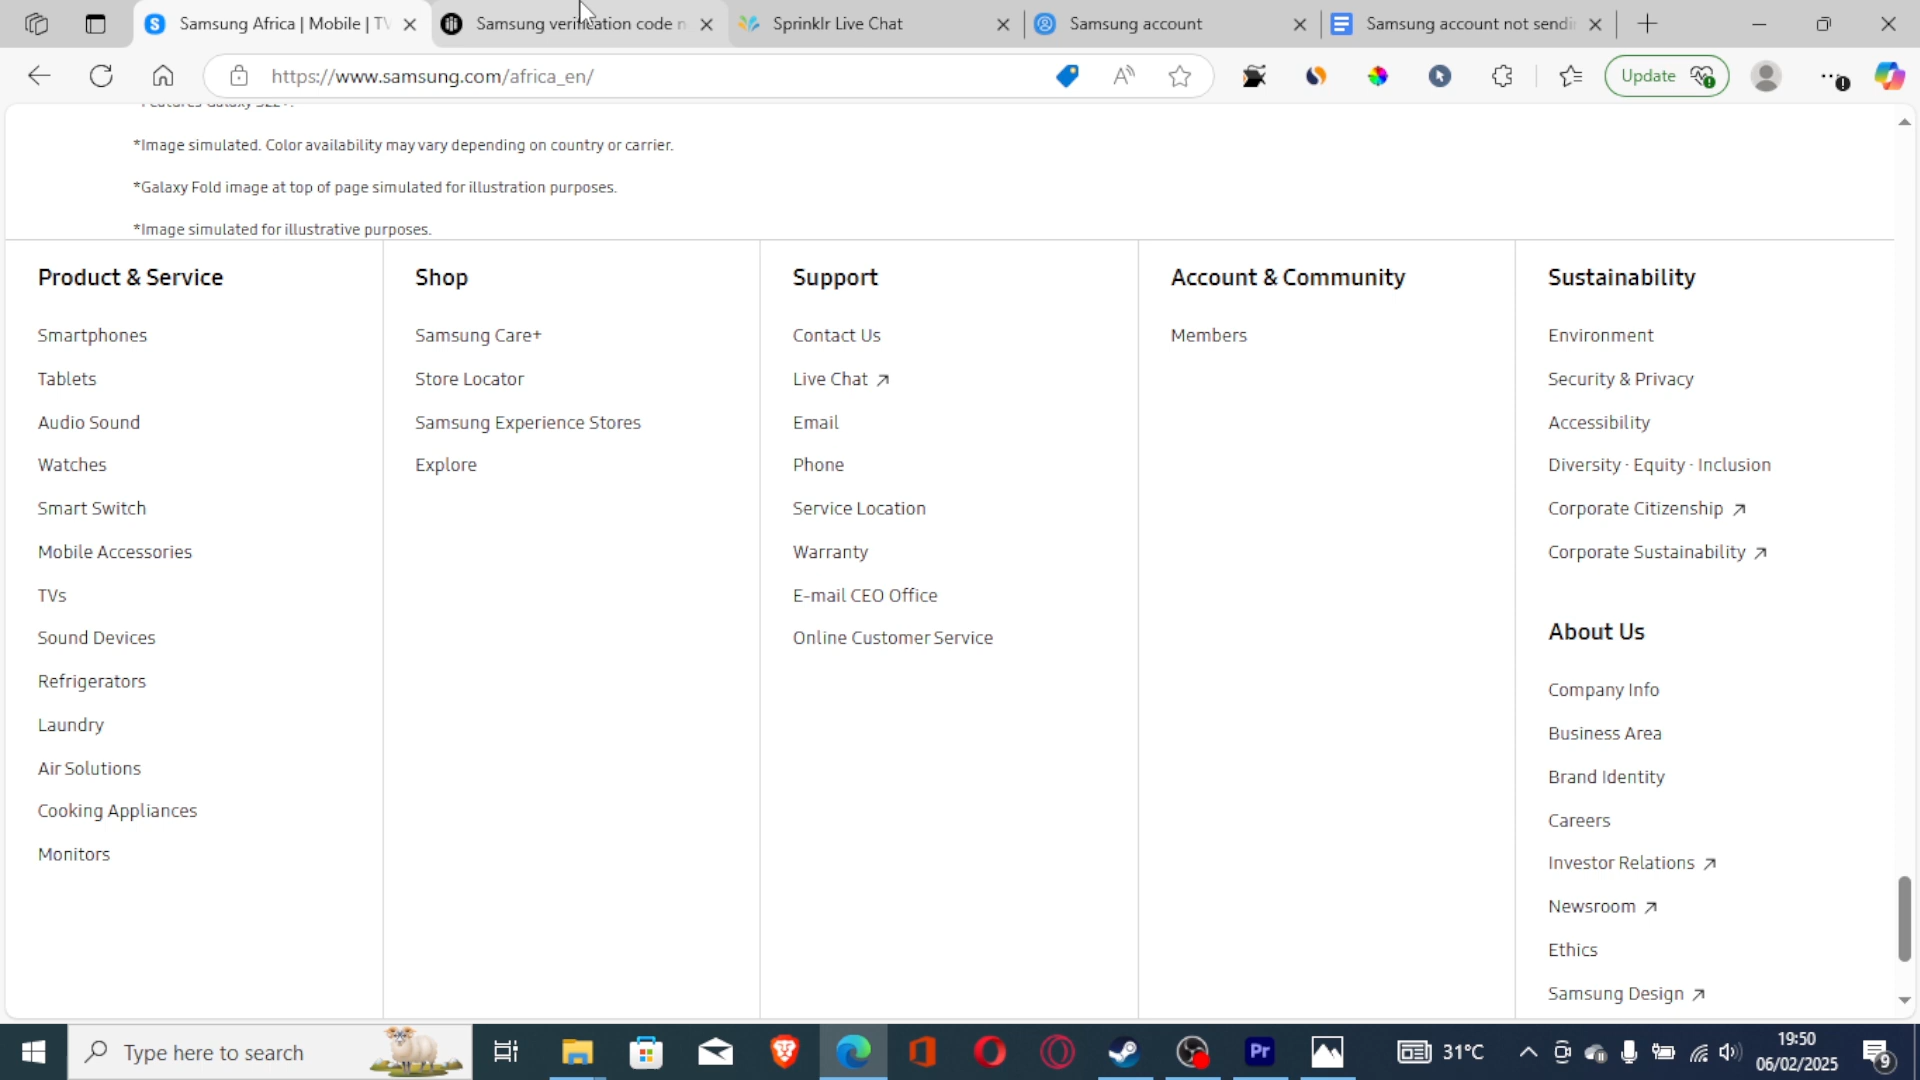 Samsung Africa | Mobile | TV
Samsung verification code n
Sprinklr Live Chat
Samsung account
Samsung account not sendi
https://www.samsung.com/africa_en/
Update
*Image simulated. Color availability may vary depending on country or carrier.
*Galaxy Fold image at top of page simulated for illustration purposes.
*Image simulated for illustrative purposes.
Product & Service
Smartphones
Tablets
Audio Sound
Watches
Smart Switch
Mobile Accessories
TVs
Sound Devices
Refrigerators
Laundry
Air Solutions
Cooking Appliances
Monitors
Shop
Samsung Care+
Store Locator
Samsung Experience Stores
Explore
Support
Contact Us
Live Chat
Email
Phone
Service Location
Warranty
E-mail CEO Office
Online Customer Service
Account & Community
Members
Sustainability
Environment
Security & Privacy
Accessibility
Diversity · Equity · Inclusion
Corporate Citizenship
Corporate Sustainability
About Us
Company Info
Business Area
Brand Identity
Careers
Investor Relations
Newsroom
Ethics
Samsung Design
Type here to search
Pr
31°C
19:50
06/02/2025
9